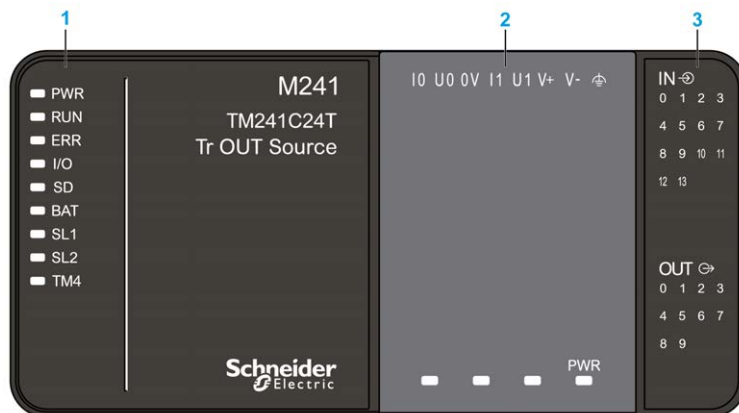 1
2
3
PWR
RUN
ERR
I/O
SD
BAT
SL1
SL2
TM4
M241
TM241C24T
Tr OUT Source
Schneider
Electric
I0 U0 0V I1 U1 V+ V-
PWR
IN
0 1 2 3
4 5 6 7
8 9 10 11
12 13
OUT
0 1 2 3
4 5 6 7
8 9